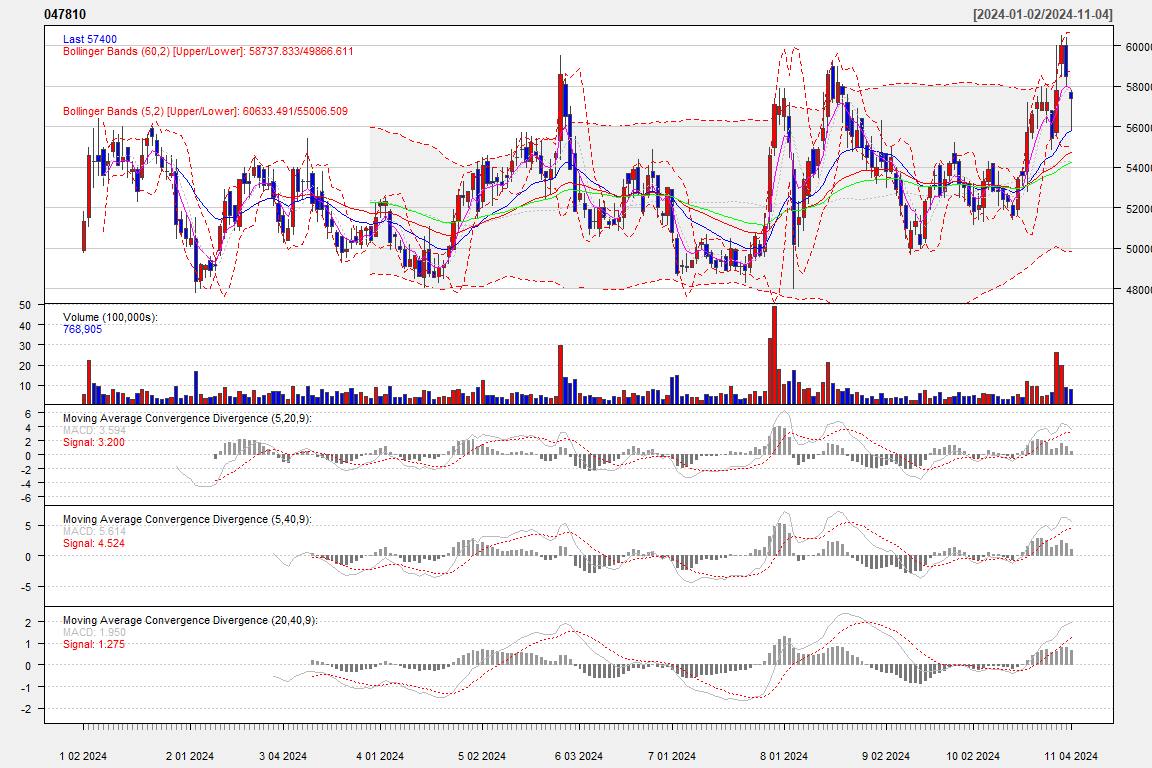 047810 [2024-01-02/2024-11-04]
Last 57400
Bollinger Bands (60,2) [Upper/Lower]: 58737.833/49866.611
Bollinger Bands (5,2) [Upper/Lower]: 60633.491/55006.509
60000
58000
56000
54000
52000
50000
48000
Volume (100,000s):
768,905
50
40
30
20
10
Moving Average Convergence Divergence (5,20,9):
MACD: 3.594
Signal: 3.200
6
4
2
0
-2
-4
-6
Moving Average Convergence Divergence (5,40,9):
MACD: 5.614
Signal: 4.524
5
0
-5
Moving Average Convergence Divergence (20,40,9):
MACD: 1.950
Signal: 1.275
2
1
0
-1
-2
1 02 2024 2 01 2024 3 04 2024 4 01 2024 5 02 2024 6 03 2024 7 01 2024 8 01 2024 9 02 2024 10 02 2024 11 04 2024